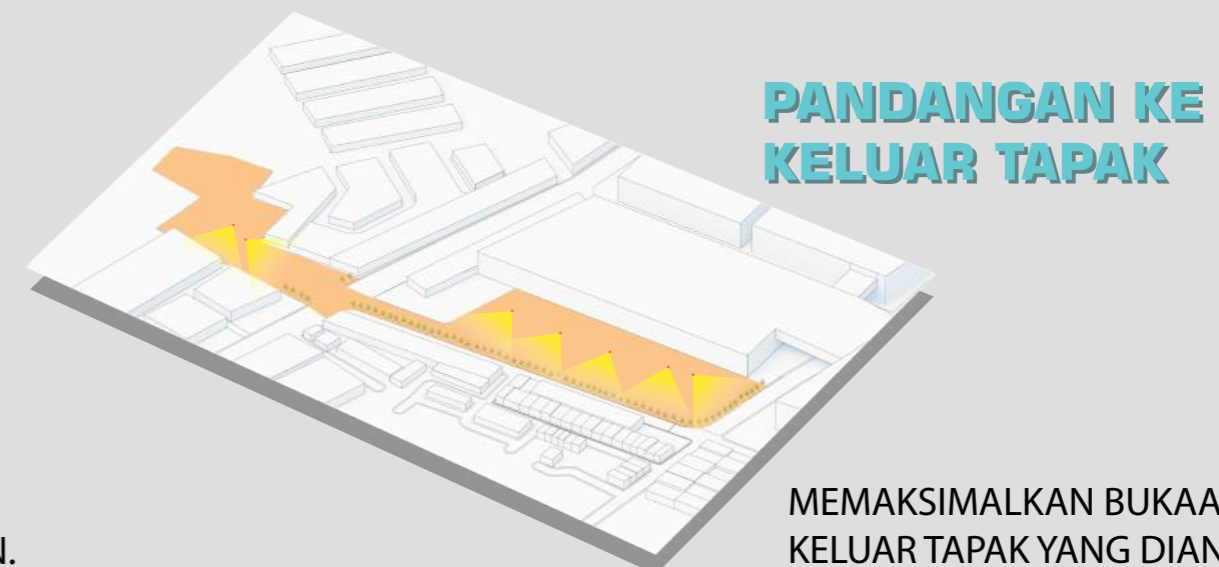 PANDANGAN KE
KELUAR TAPAK
N.
MEMAKSIMALKAN BUKAA
KELUAR TAPAK YANG DIAN